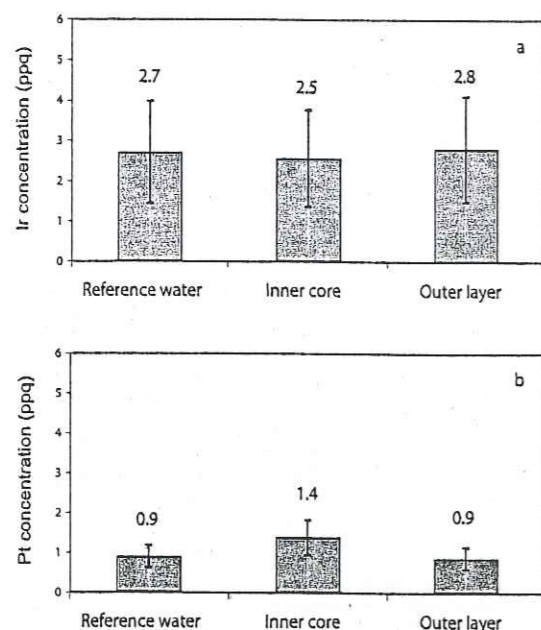 6
a
5
2.7
2.5
2.8
4
3
2
1
0
Ir concentration (ppq)
Reference water
Inner core
Outer layer
6
b
5
4
3
2
1.4
0.9
0.9
1
0
Pt concentration (ppq)
Reference water
Inner core
Outer layer